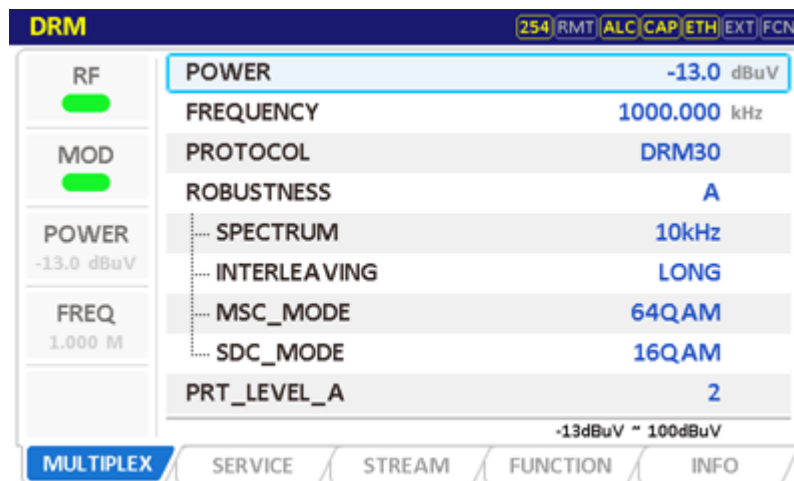 DRM 254 RMT ALC CAP ETH EXT FCN
RF
MOD
POWER
-13.0 dBuV
FREQ
1.000 M
POWER -13.0 dBuV
FREQUENCY 1000.000 kHz
PROTOCOL DRM30
ROBUSTNESS A
SPECTRUM 10kHz
INTERLEAVING LONG
MSC_MODE 64QAM
SDC_MODE 16QAM
PRT_LEVEL_A 2
-13dBuV ~ 100dBuV
MULTIPLEX SERVICE STREAM FUNCTION INFO